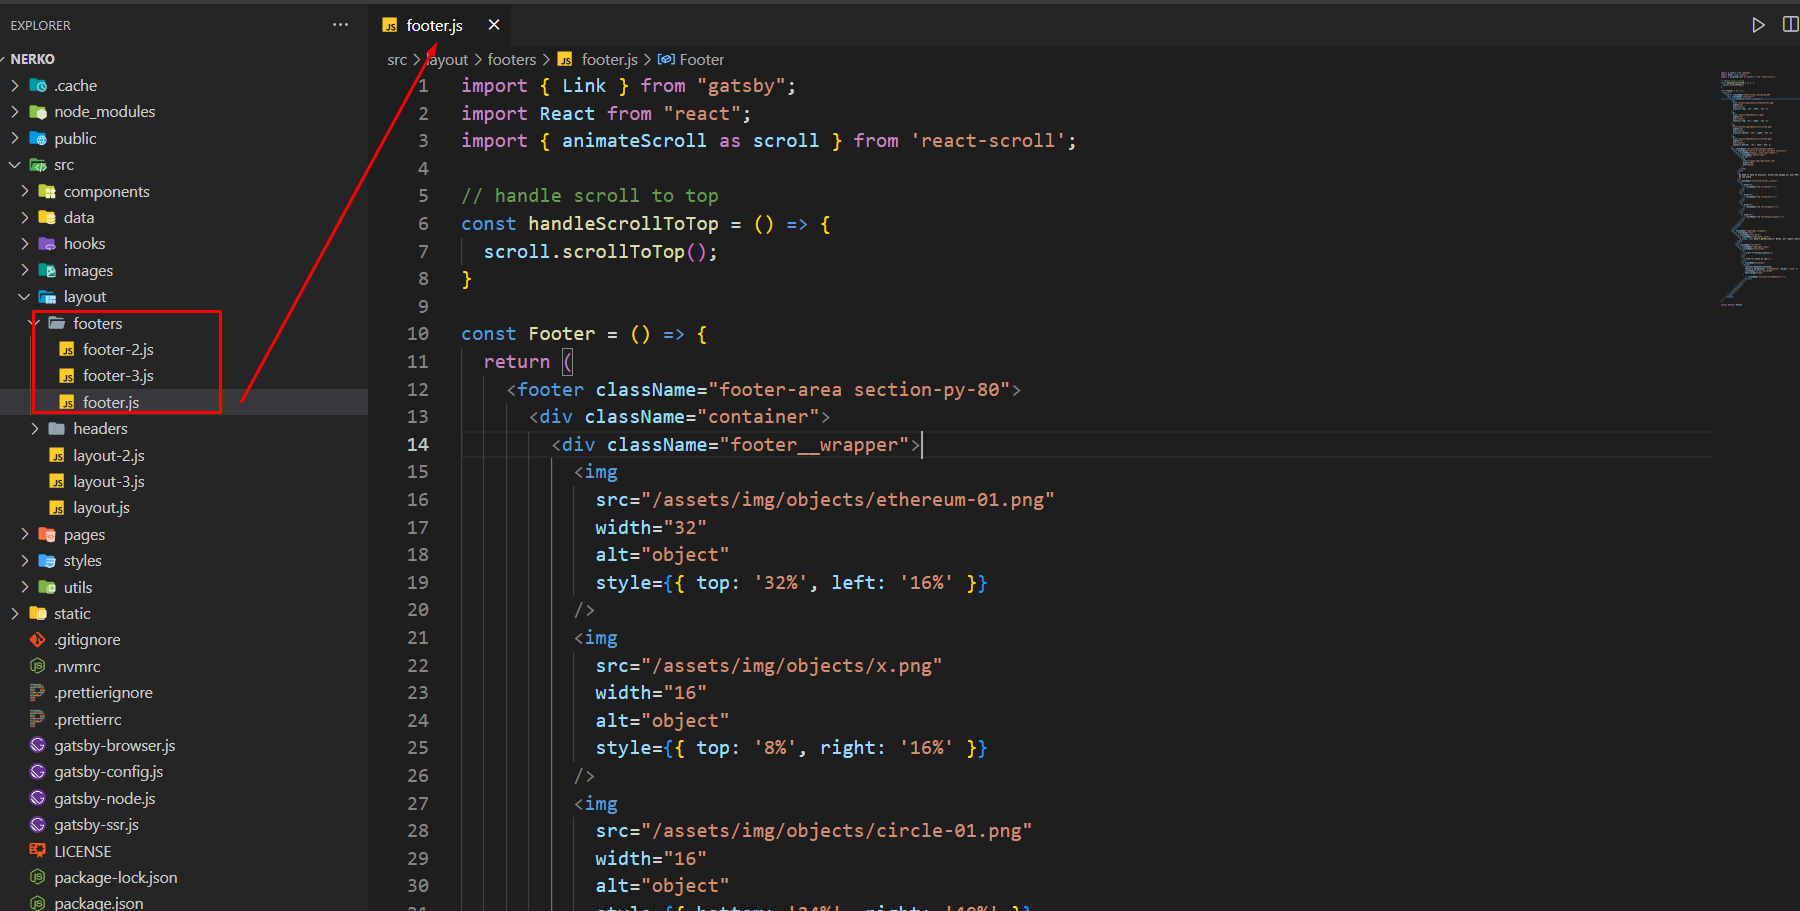 EXPLORER
NERKO
.cache
node_modules
public
src
components
data
hooks
images
layout
footers
footer-2.js
footer-3.js
footer.js
headers
layout-2.js
layout-3.js
layout.js
pages
styles
utils
static
.gitignore
.nvmrc
.prettierignore
.prettierrc
gatsby-browser.js
gatsby-config.js
gatsby-node.js
gatsby-ssr.js
LICENSE
package-lock.json
package.json
footer.js
src > layout > footers > footer.js > Footer
1 import { Link } from "gatsby";
2 import React from "react";
3 import { animateScroll as scroll } from 'react-scroll';
4
5 // handle scroll to top
6 const handleScrollToTop = () => {
7 scroll.scrollToTop();
8 }
9
10 const Footer = () => {
11 return (
12 <footer className="footer-area section-py-80">
13 <div className="container">
14 <div className="footer__wrapper">
15 <img
16 src="/assets/img/objects/ethereum-01.png"
17 width="32"
18 alt="object"
19 style={{ top: '32%', left: '16%' }}
20 />
21 <img
22 src="/assets/img/objects/x.png"
23 width="16"
24 alt="object"
25 style={{ top: '8%', right: '16%' }}
26 />
27 <img
28 src="/assets/img/objects/circle-01.png"
29 width="16"
30 alt="object"